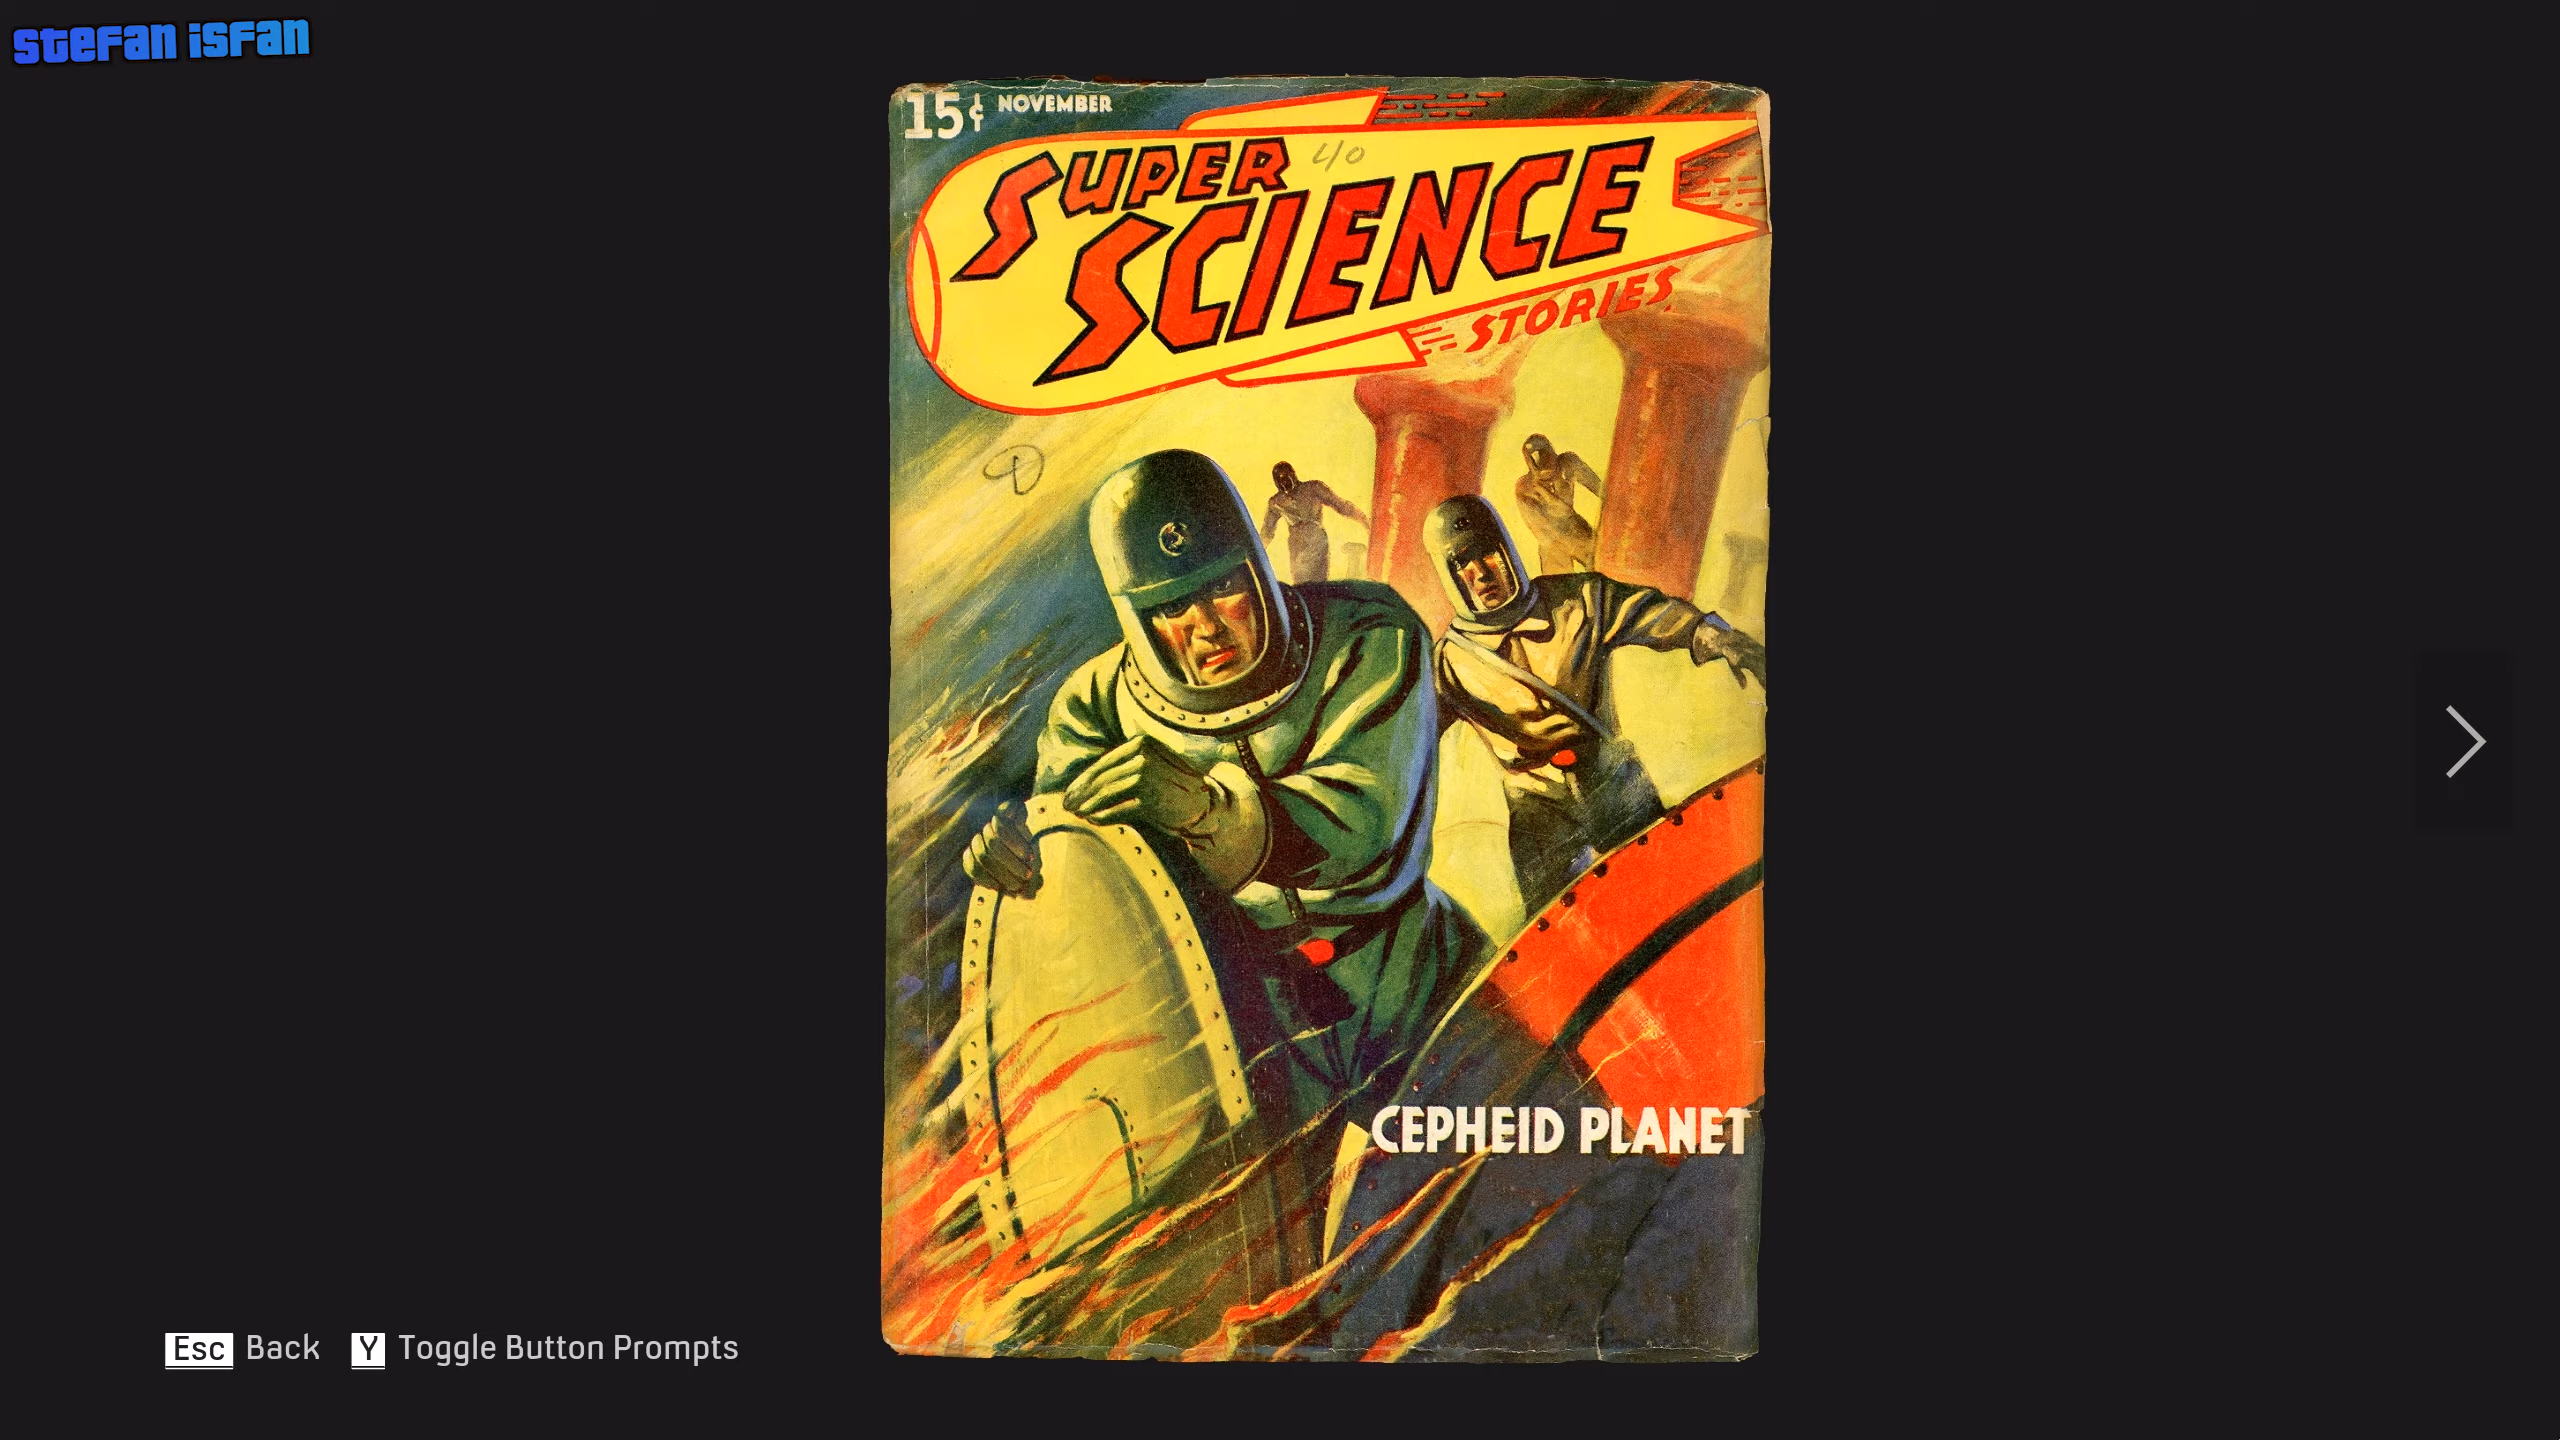 STEFAN ISFAN
15¢ NOVEMBER
SUPER
40
SCIENCE
STORIES
CEPHEID PLANET
Esc Back Y Toggle Button Prompts